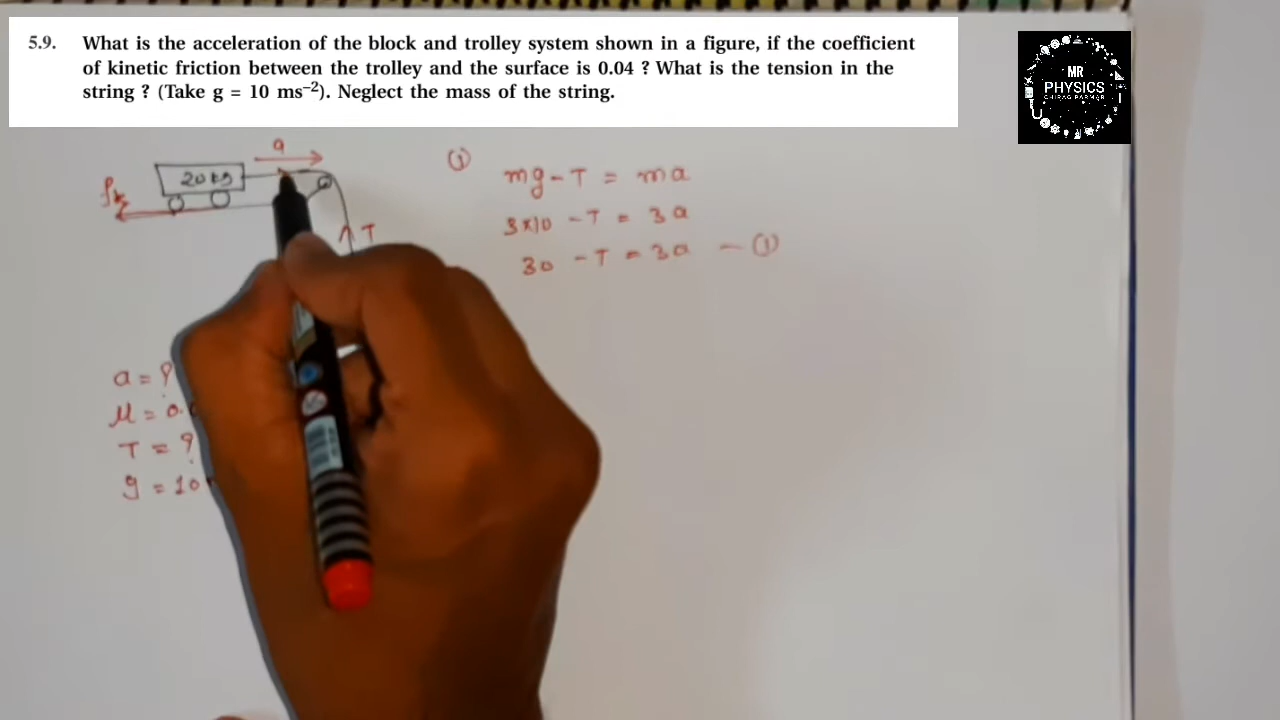 5.9. What is the acceleration of the block and trolley system shown in a figure, if the coefficient
of kinetic friction between the trolley and the surface is 0.04 ? What is the tension in the
string ? (Take g = 10 ms⁻²). Neglect the mass of the string.
MR
PHYSICS
CHIRAG PARMAR
a
20 kg
fk
T
①
mg - T = ma
3×10 - T = 3a
30 - T = 3a — ①
a = ?
μ = 0.
T = ?
g = 10